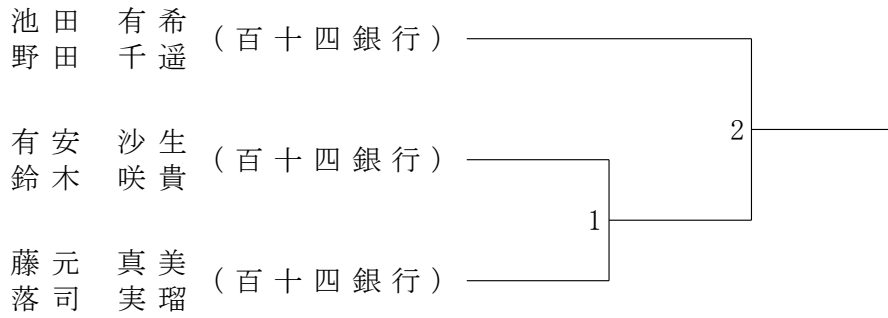 池田 有希
野田 千遥
(百十四銀行)
2
有安 沙生
鈴木 咲貴
(百十四銀行)
1
藤元 真美
落司 実瑠
(百十四銀行)